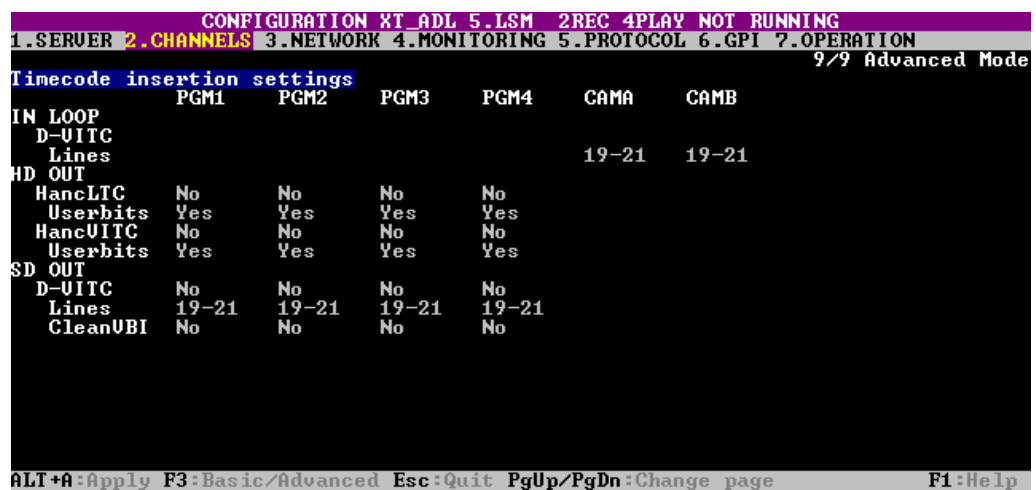 CONFIGURATION XT_ADL 5.LSM 2REC 4PLAY NOT RUNNING
1.SERVER 2.CHANNELS 3.NETWORK 4.MONITORING 5.PROTOCOL 6.GPI 7.OPERATION
9/9 Advanced Mode
Timecode insertion settings
PGM1 PGM2 PGM3 PGM4 CAMA CAMB
IN LOOP
D-VITC
Lines 19-21 19-21
HD OUT
HancLTC No No No No
Userbits Yes Yes Yes Yes
HancVITC No No No No
Userbits Yes Yes Yes Yes
SD OUT
D-VITC No No No No
Lines 19-21 19-21 19-21 19-21
CleanVBI No No No No
ALT+A:Apply F3:Basic/Advanced Esc:Quit PgUp/PgDn:Change page F1:Help